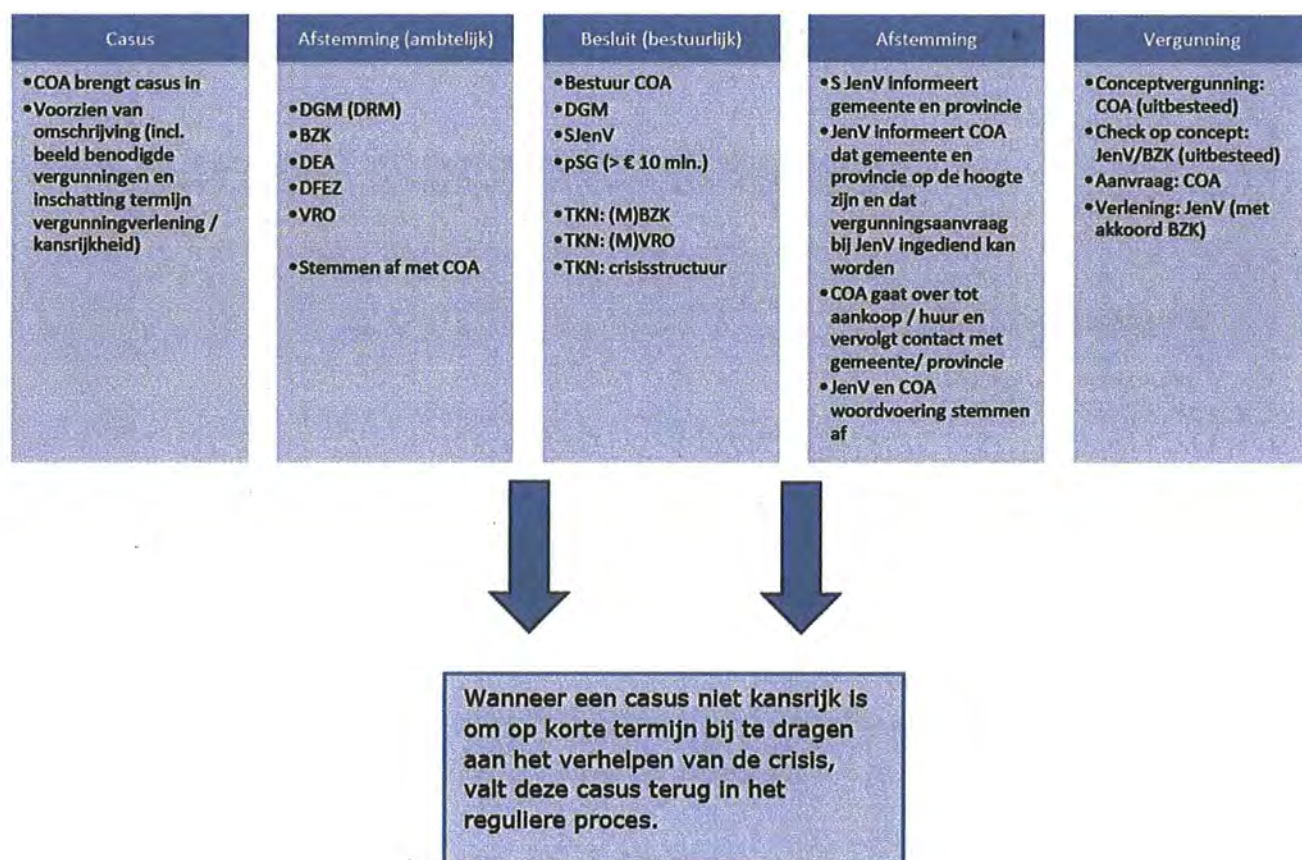 Casus
•COA brengt casus in
•Voorzien van
omschrijving (incl.
beeld benodigde
vergunningen en
inschatting termijn
vergunningverlening /
kansrijkheid)
Afstemming (ambtelijk)
•DGM (DRM)
•BZK
•DEA
•DFEZ
•VRO
•Stemmen af met COA
Besluit (bestuurlijk)
•Bestuur COA
•DGM
•SJenV
•pSG (> € 10 mln.)
•TKN: (M)BZK
•TKN: (M)VRO
•TKN: crisisstructuur
Afstemming
•S JenV informeert
gemeente en provincie
•JenV informeert COA
dat gemeente en
provincie op de hoogte
zijn en dat
vergunningsaanvraag
bij JenV ingediend kan
worden
•COA gaat over tot
aankoop / huur en
vervolgt contact met
gemeente/ provincie
•JenV en COA
woordvoering stemmen
af
Vergunning
•Conceptvergunning:
COA (uitbesteed)
•Check op concept:
JenV/BZK (uitbesteed)
•Aanvraag: COA
•Verlening: JenV (met
akkoord BZK)
Wanneer een casus niet kansrijk is
om op korte termijn bij te dragen
aan het verhelpen van de crisis,
valt deze casus terug in het
reguliere proces.